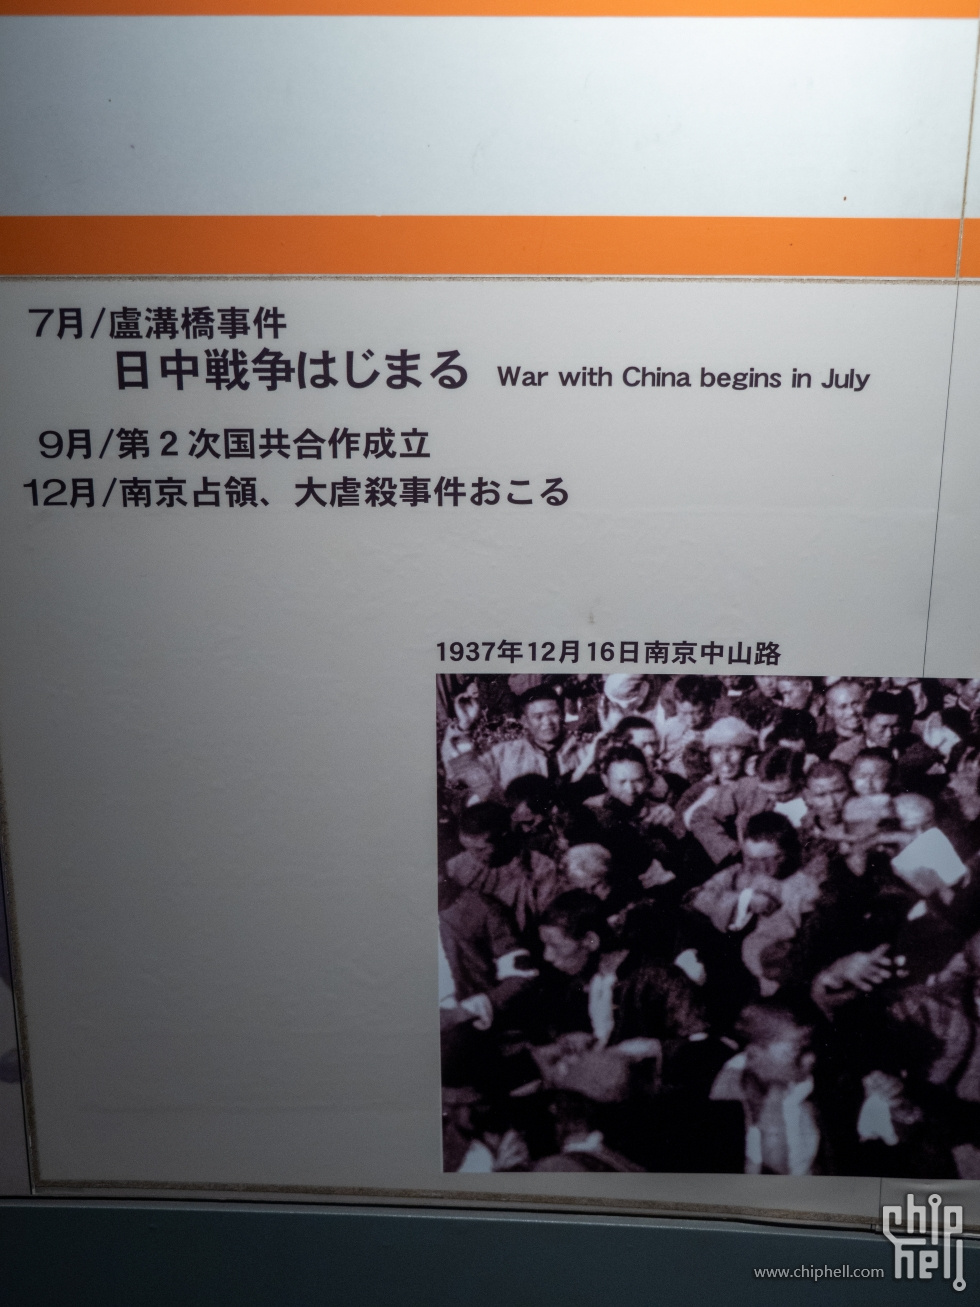 7月/盧溝橋事件
日中戦争はじまる War with China begins in July
9月/第2次国共合作成立
12月/南京占領、大虐殺事件おこる
1937年12月16日南京中山路
chip
hell
www.chiphell.com